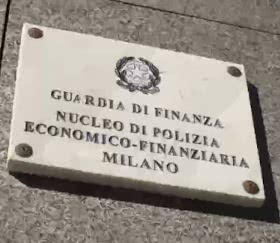 GUARDIA DI FINANZA
NUCLEO DI POLIZIA
ECONOMICO-FINANZIARIA
MILANO